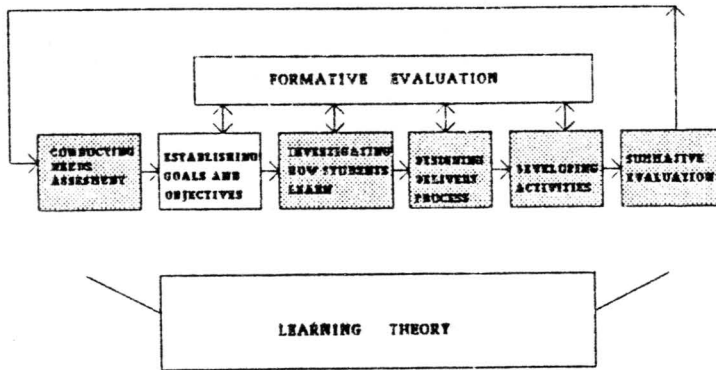 FORMATIVE EVALUATION
CONDUCTING
NEEDS
ASSESMENT
ESTABLISHING
GOALS AND
OBJECTIVES
INVESTIGATING
HOW STUDENTS
LEARN
DESIGNING
DELIVERY
PROCESS
DEVELOPING
ACTIVITIES
SUMMATIVE
EVALUATION
LEARNING THEORY